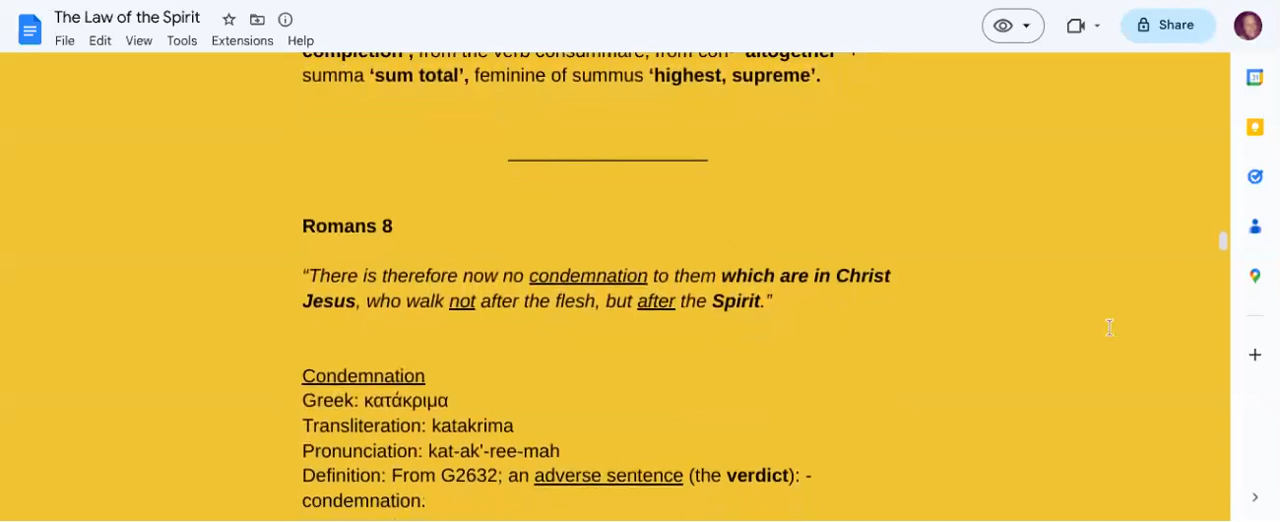 The Law of the Spirit
File Edit View Tools Extensions Help
Share
31
completion', from the verb consummare, from con- 'altogether' +
summa ‘sum total’, feminine of summus ‘highest, supreme’.
Romans 8
“There is therefore now no condemnation to them which are in Christ
Jesus, who walk not after the flesh, but after the Spirit.”
Condemnation
Greek: κατάκριμα
Transliteration: katakrima
Pronunciation: kat-ak'-ree-mah
Definition: From G2632; an adverse sentence (the verdict): -
condemnation.